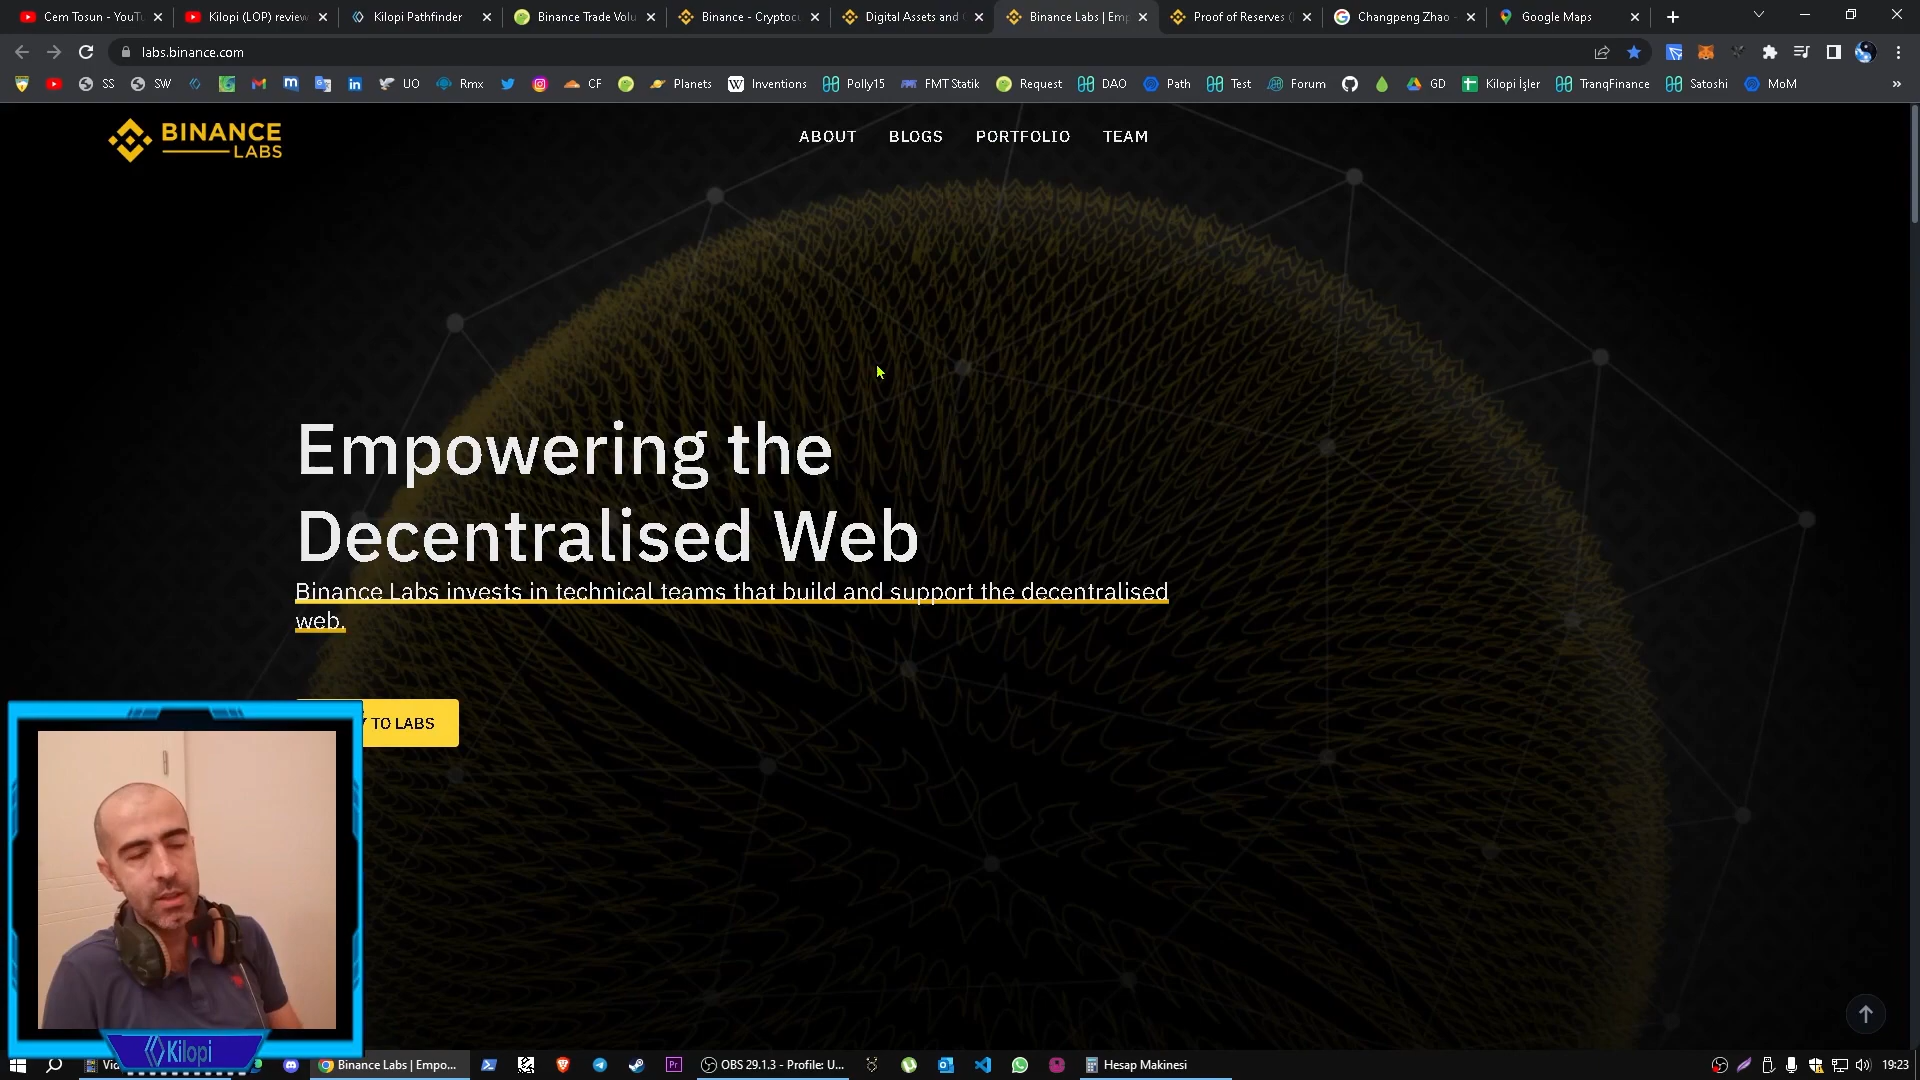 Cem Tosun - YouTu
Kilopi (LOP) review
Kilopi Pathfinder
Binance Trade Volu
Binance - Cryptocu
Digital Assets and
Binance Labs | Emp
Proof of Reserves (
Changpeng Zhao -
Google Maps
labs.binance.com
SS
SW
UO
Rmx
CF
Planets
Inventions
Polly15
FMT Statik
Request
DAO
Path
Test
Forum
GD
Kilopi İşler
TranqFinance
Satoshi
MoM
»
BINANCE
LABS
ABOUT
BLOGS
PORTFOLIO
TEAM
Empowering the
Decentralised Web
Binance Labs invests in technical teams that build and support the decentralised
web.
TO LABS
Kilopi
Binance Labs | Empo...
Pr
OBS 29.1.3 - Profile: U...
Hesap Makinesi
19:23